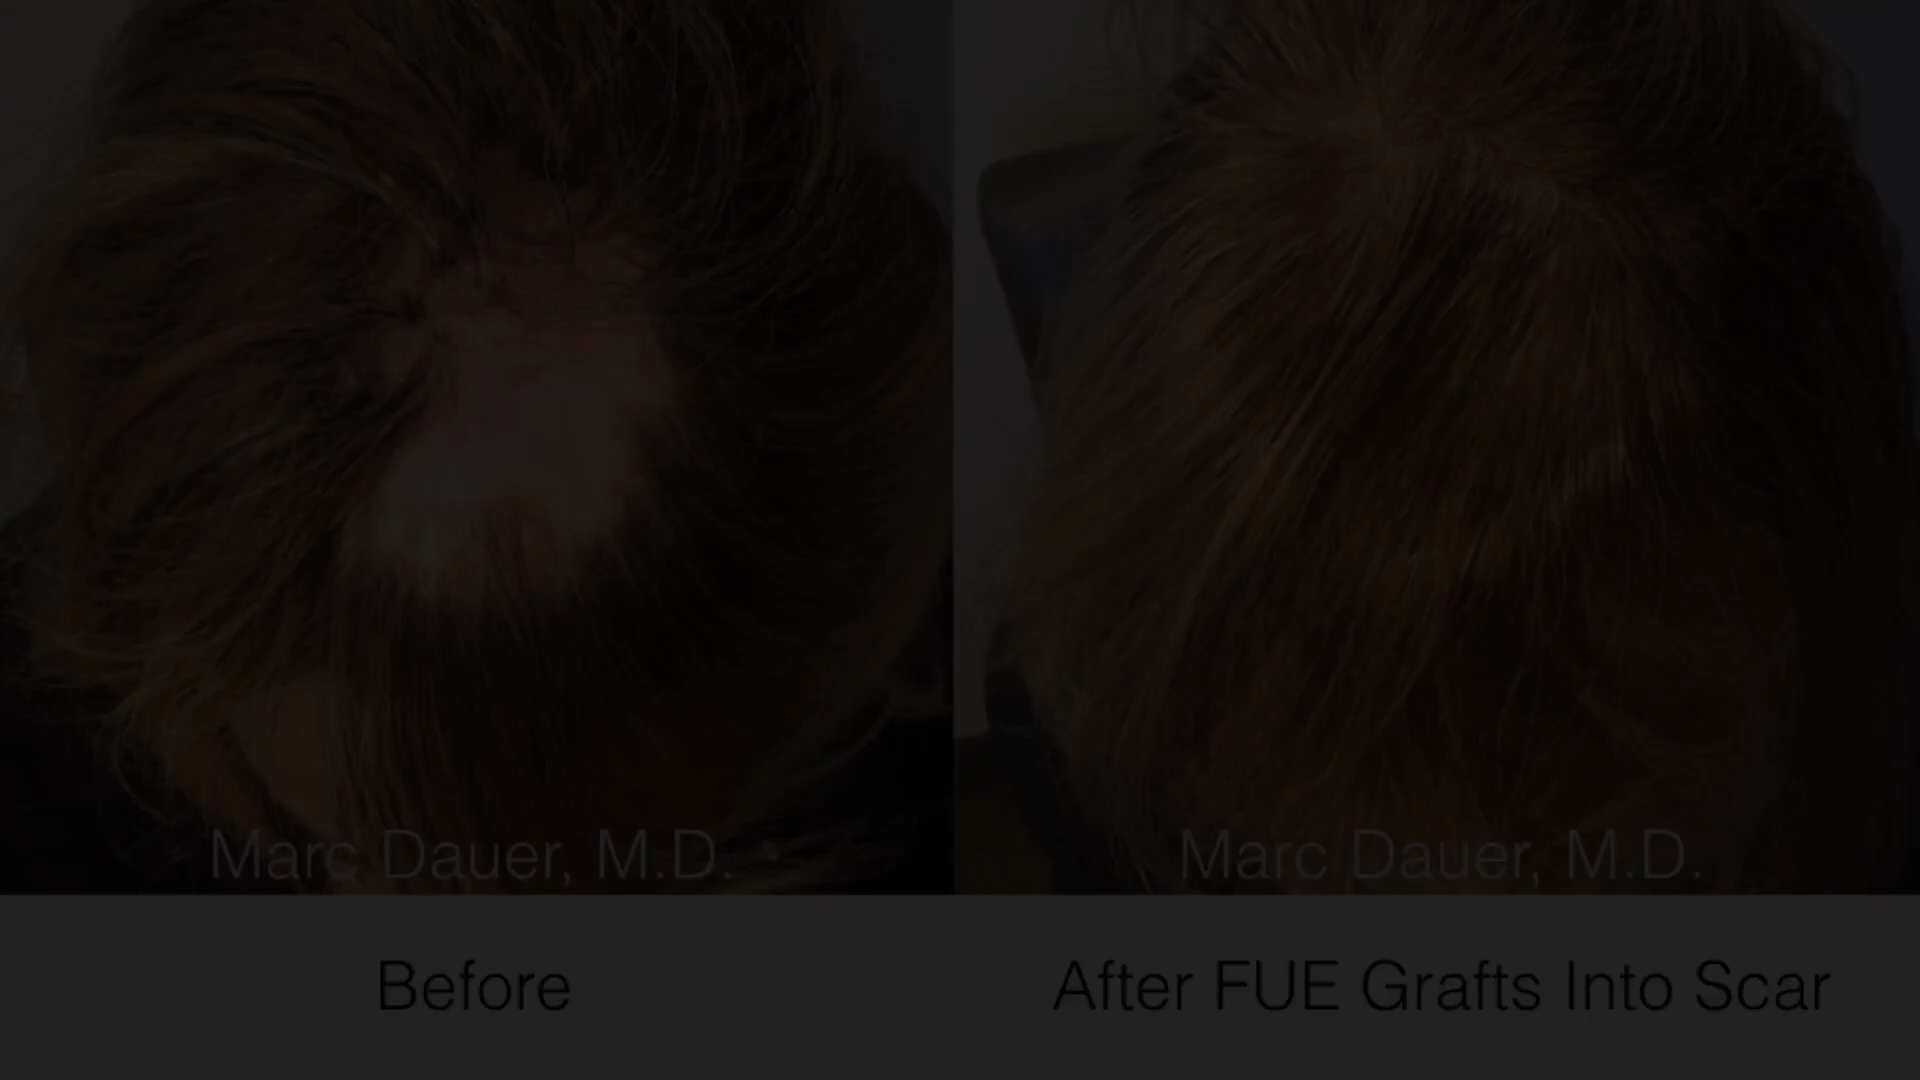 Marc Dauer, M.D.
Marc Dauer, M.D.
Before
After FUE Grafts Into Scar